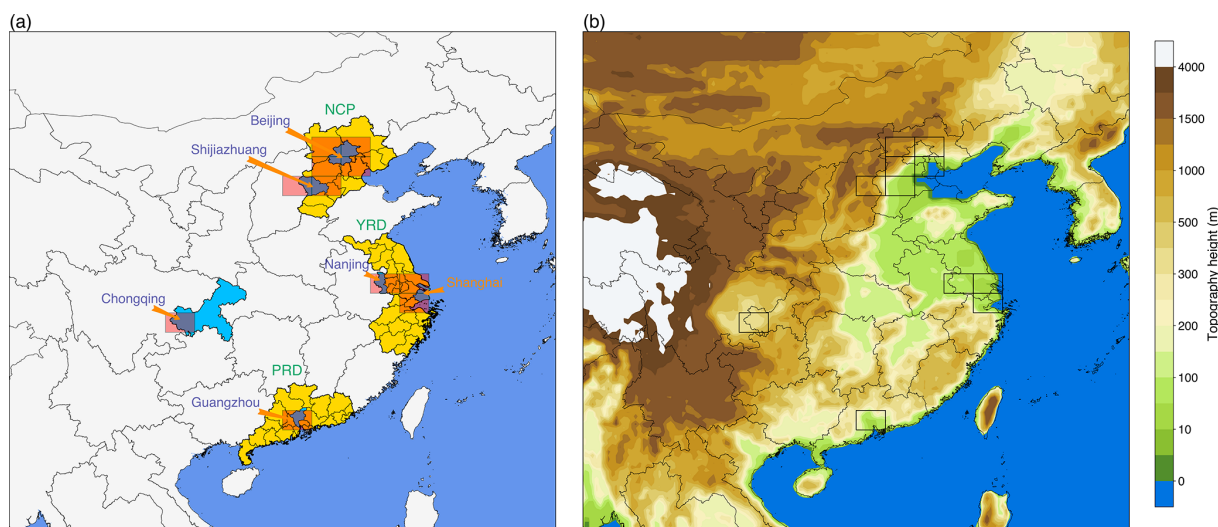 (a)
NCP
Beijing
Shijiazhuang
YRD
Nanjing
Shanghai
Chongqing
PRD
Guangzhou
(b)
4000
1500
1000
500
300
200
100
10
0
Topography height (m)